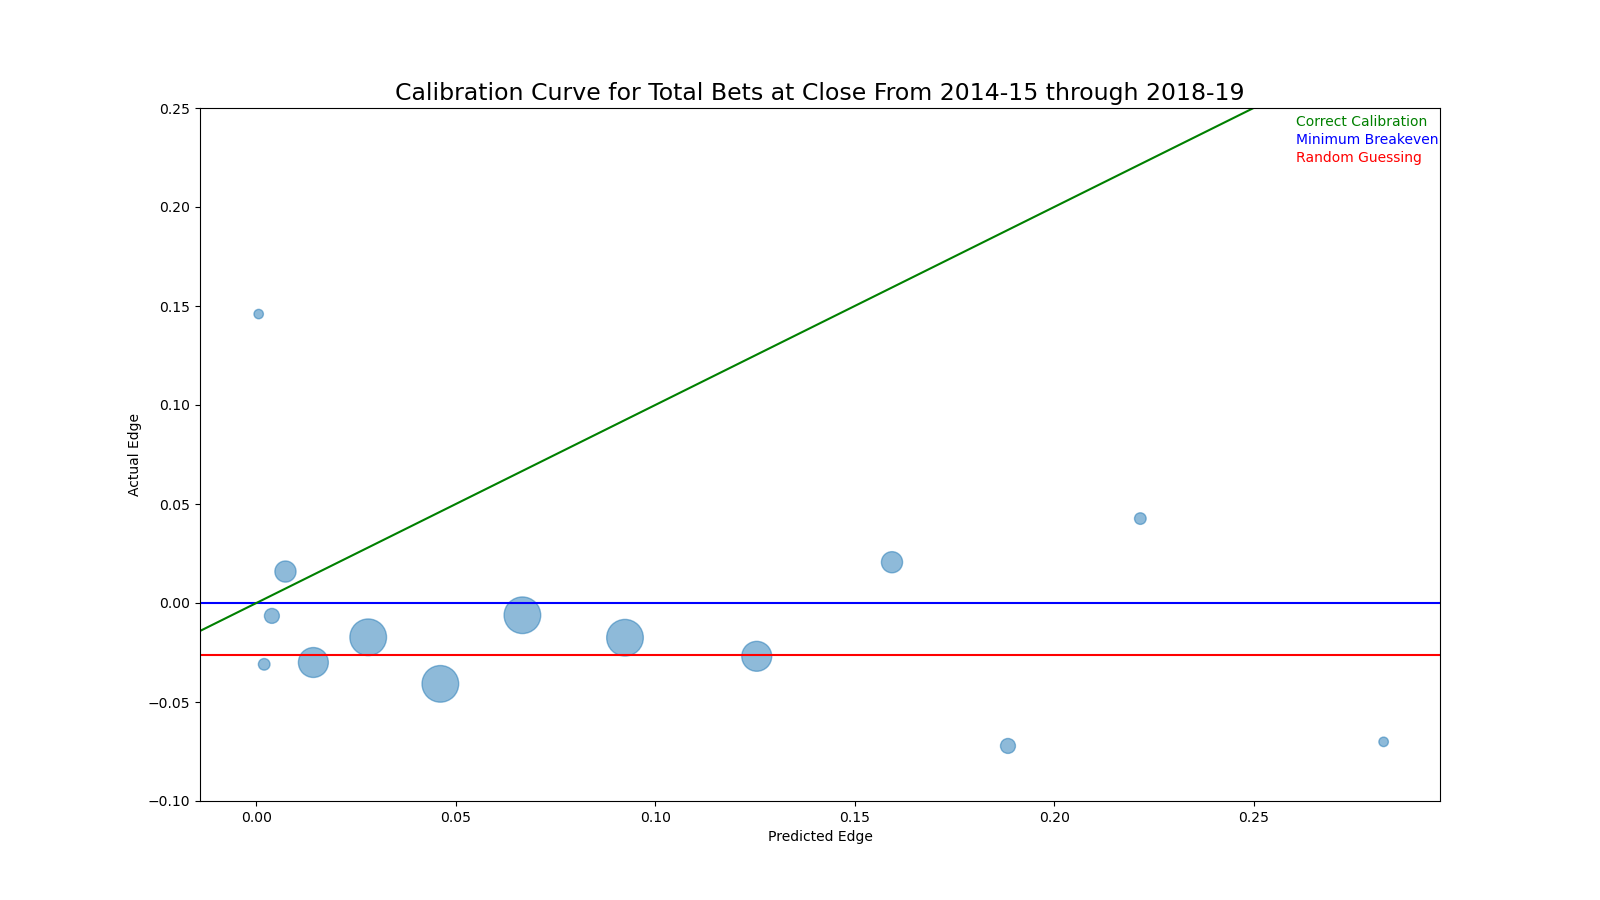 Calibration Curve for Total Bets at Close From 2014-15 through 2018-19
Correct Calibration
Minimum Breakeven
Random Guessing
0.25
0.20
0.15
0.10
0.05
0.00
−0.05
−0.10
Actual Edge
0.00 0.05 0.10 0.15 0.20 0.25
Predicted Edge